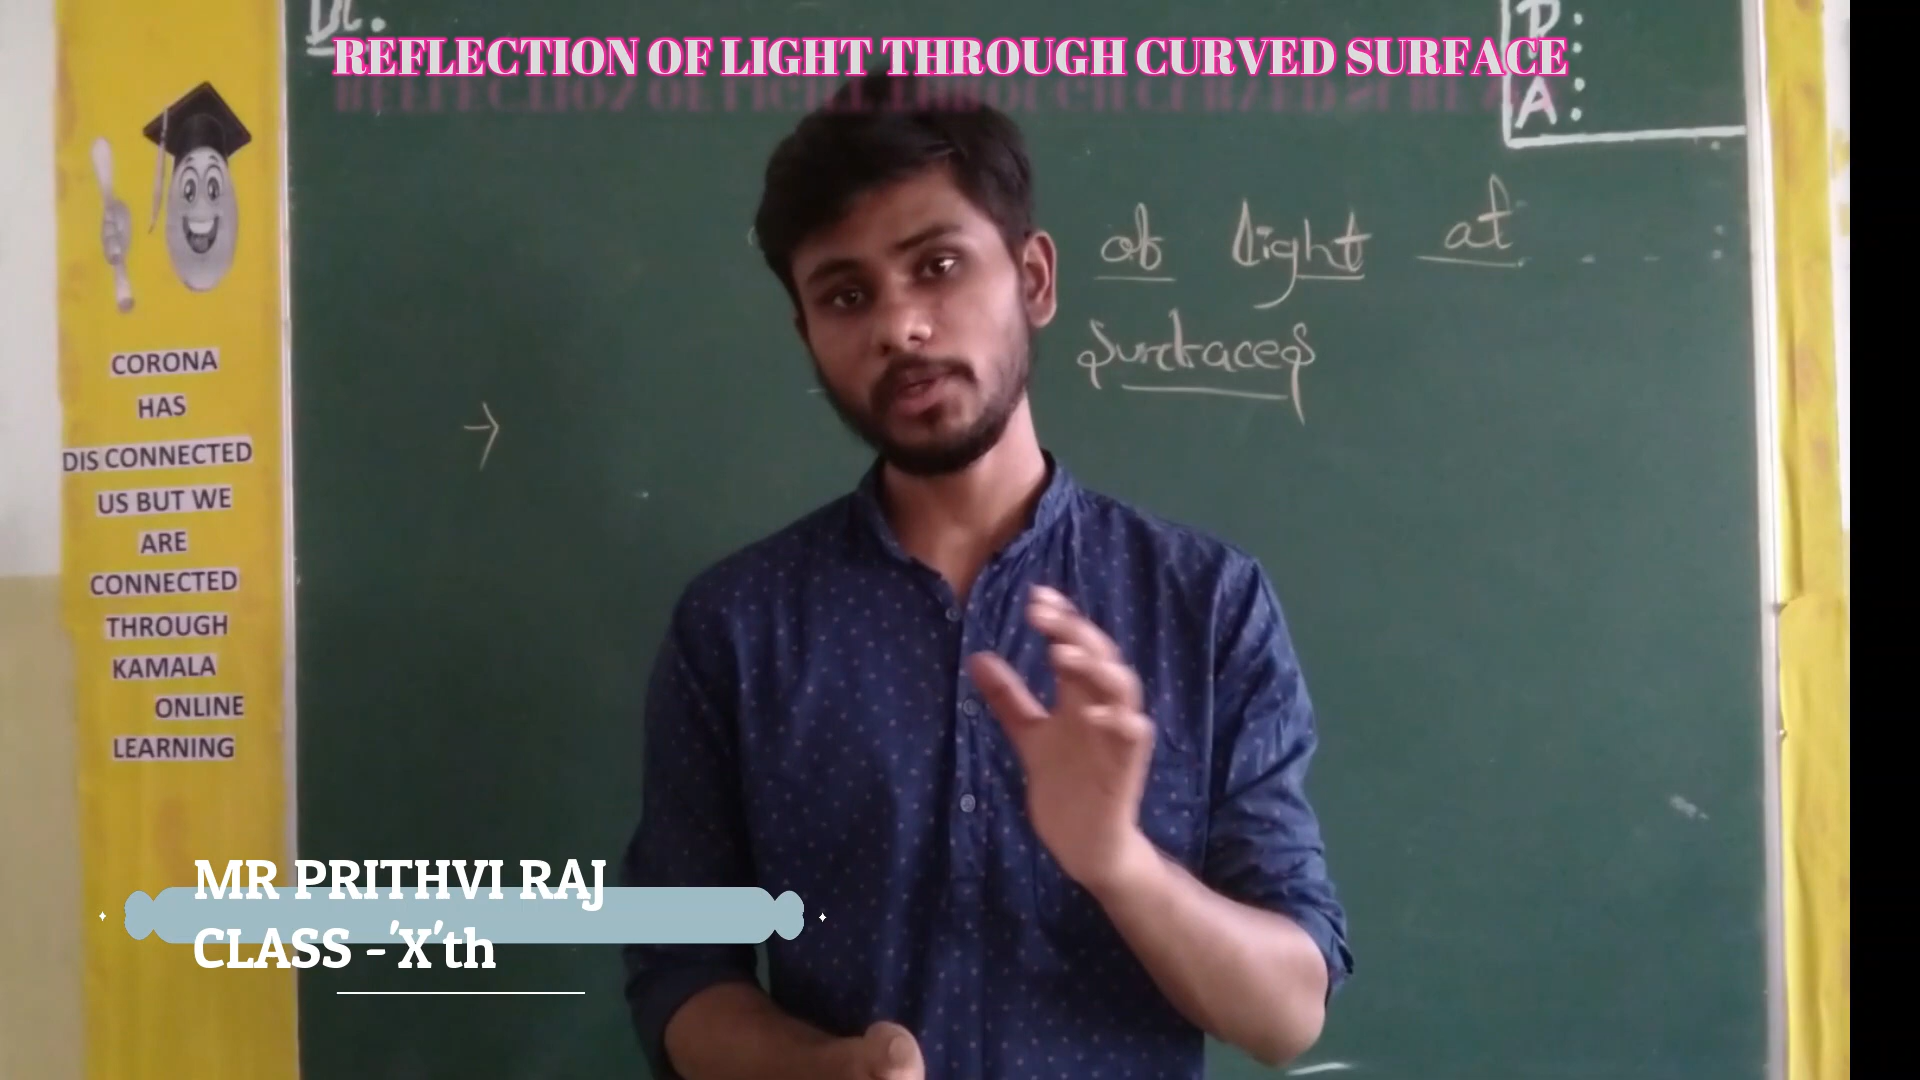 Dt.
REFLECTION OF LIGHT THROUGH CURVED SURFACE
P:
A:
of light at
surfaces
CORONA
HAS
DIS CONNECTED
US BUT WE
ARE
CONNECTED
THROUGH
KAMALA
ONLINE
LEARNING
MR PRITHVI RAJ
CLASS -'X'th